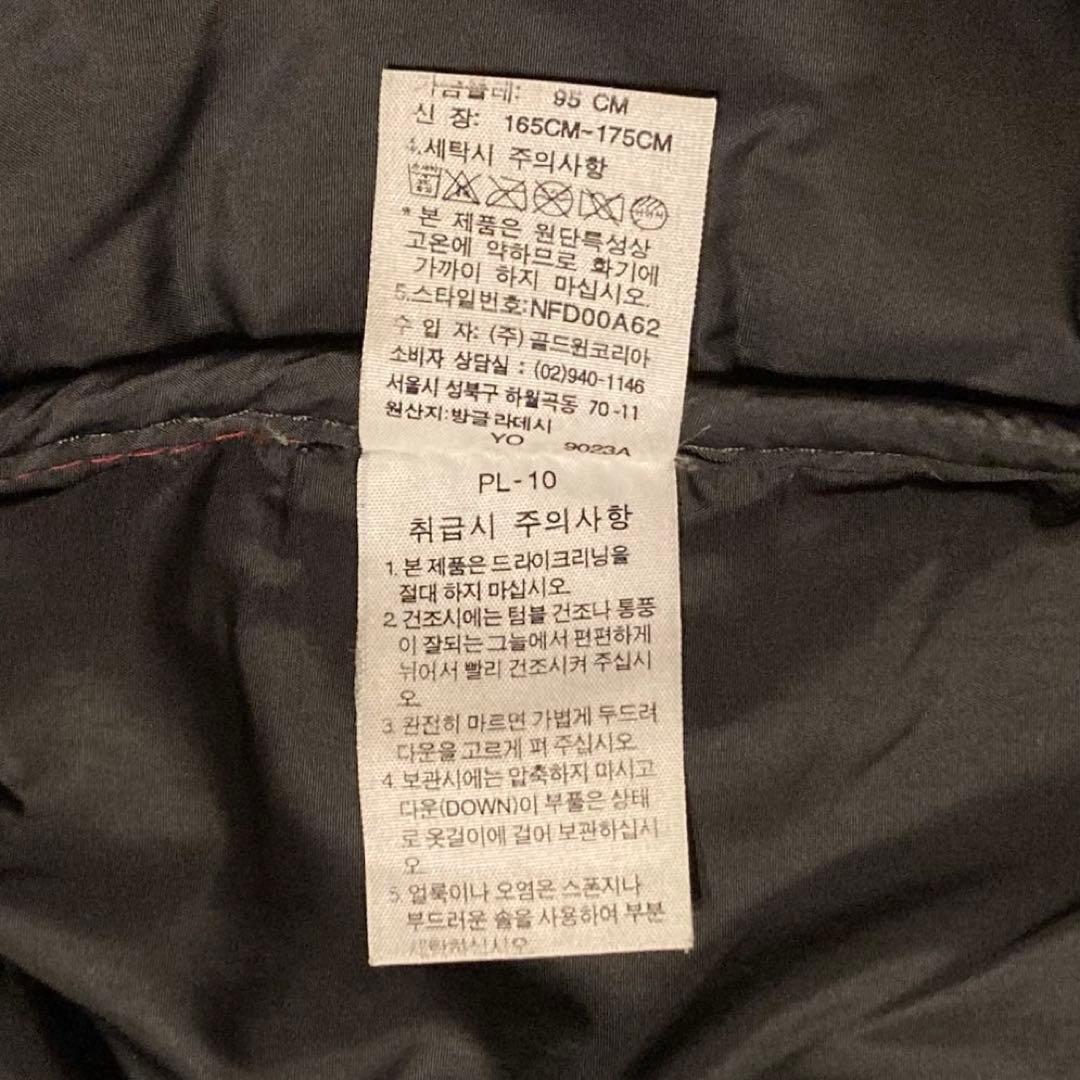 가슴둘레: 95 CM
신 장: 165CM~175CM
4.세탁시 주의사항
* 본 제품은 원단특성상
고온에 약하므로 화기에
가까이 하지 마십시오.
5.스타일번호:NFD00A62
수 입 자: (주) 골드윈코리아
소비자 상담실 : (02)940-1146
서울시 성북구 하월곡동 70-11
원산지: 방글라데시
YO 9023A
PL-10
취급시 주의사항
1. 본 제품은 드라이크리닝을
절대 하지 마십시오.
2. 건조시에는 텀블 건조나 통풍
이 잘되는 그늘에서 편편하게
뉘어서 빨리 건조시켜 주십시
오.
3. 완전히 마르면 가볍게 두드려
다운을 고르게 펴 주십시오.
4. 보관시에는 압축하지 마시고
다운(DOWN)이 부풀은 상태
로 옷걸이에 걸어 보관하십시
오.
5. 얼룩이나 오염은 스폰지나
부드러운 솔을 사용하여 부분
세탁하십시오.